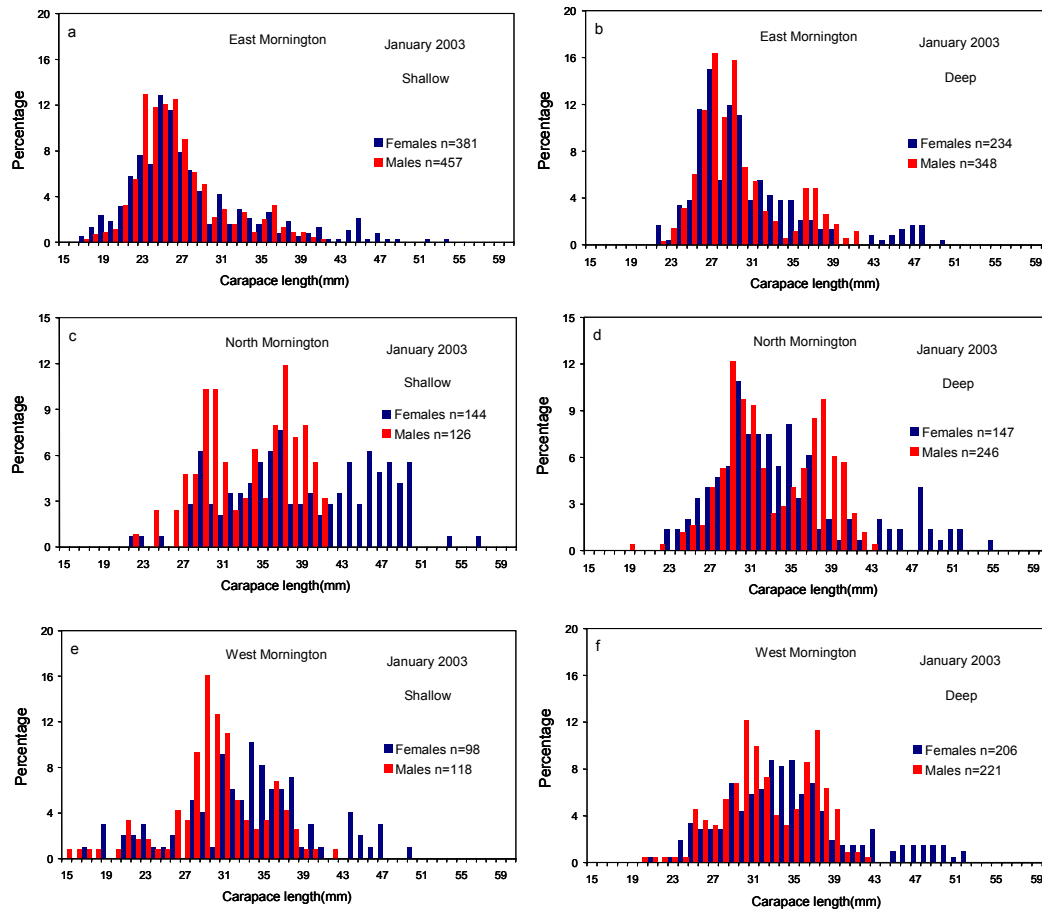 a
East Mornington
January 2003
Shallow
Females n=381
Males n=457
Percentage
20
16
12
8
4
0
15 19 23 27 31 35 39 43 47 51 55 59
Carapace length(mm)
b
East Mornington
January 2003
Deep
Females n=234
Males n=348
Percentage
20
16
12
8
4
0
15 19 23 27 31 35 39 43 47 51 55 59
Carapace length(mm)
c
North Mornington
January 2003
Shallow
Females n=144
Males n=126
Percentage
15
12
9
6
3
0
15 19 23 27 31 35 39 43 47 51 55 59
Carapace length(mm)
d
North Mornington
January 2003
Deep
Females n=147
Males n=246
Percentage
15
12
9
6
3
0
15 19 23 27 31 35 39 43 47 51 55 59
Carapace length(mm)
e
West Mornington
January 2003
Shallow
Females n=98
Males n=118
Percentage
20
16
12
8
4
0
15 19 23 27 31 35 39 43 47 51 55 59
Carapace length(mm)
f
West Mornington
January 2003
Deep
Females n=206
Males n=221
Percentage
20
16
12
8
4
0
15 19 23 27 31 35 39 43 47 51 55 59
Carapace length(mm)